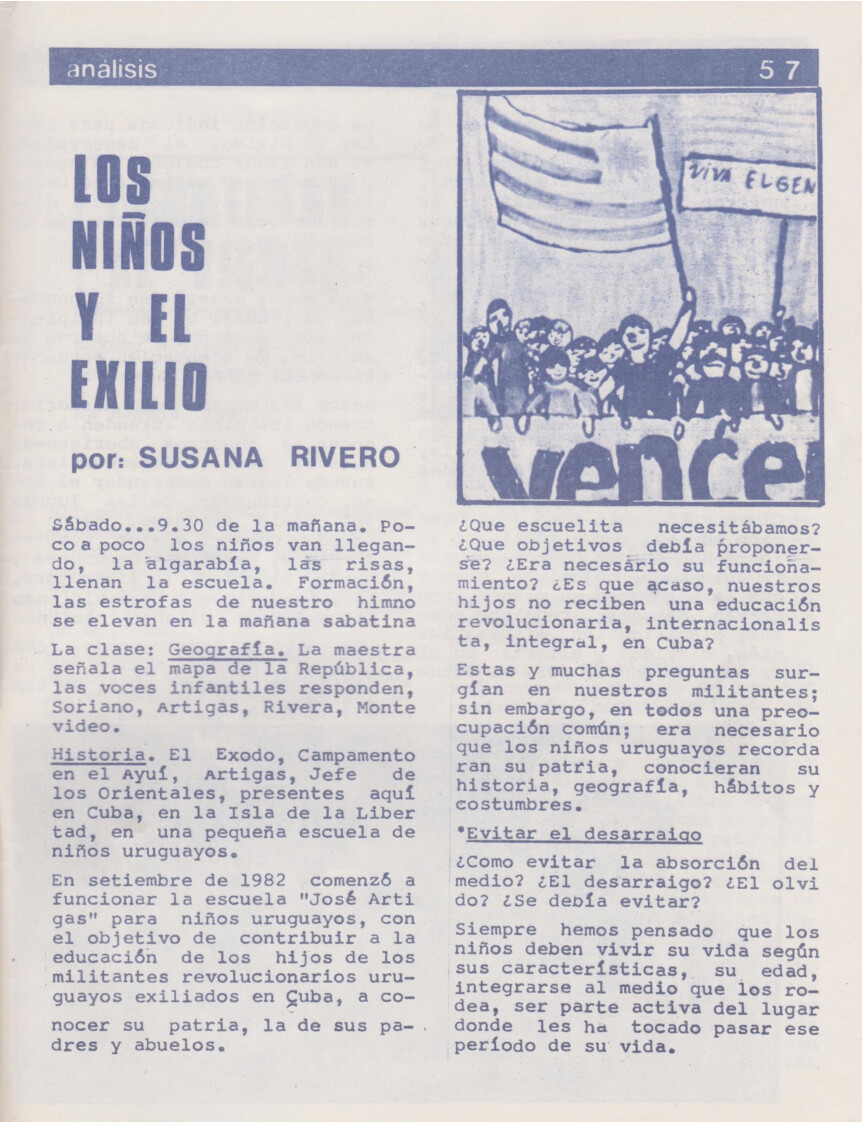 análisis 57
LOS
NIÑOS
Y EL
EXILIO
por: SUSANA RIVERO
VIVA EL GEN
vencer
Sábado...9.30 de la mañana. Po-
co a poco los niños van llegan-
do, la algarabía, las risas,
llenan la escuela. Formación,
las estrofas de nuestro himno
se elevan en la mañana sabatina
La clase: Geografía. La maestra
señala el mapa de la República,
las voces infantiles responden,
Soriano, Artigas, Rivera, Monte
video.
Historia. El Exodo, Campamento
en el Ayuí, Artigas, Jefe de
los Orientales, presentes aquí
en Cuba, en la Isla de la Liber
tad, en una pequeña escuela de
niños uruguayos.
En setiembre de 1982 comenzó a
funcionar la escuela "José Arti
gas" para niños uruguayos, con
el objetivo de contribuir a la
educación de los hijos de los
militantes revolucionarios uru-
guayos exiliados en Cuba, a co-
nocer su patria, la de sus pa-
dres y abuelos.
¿Que escuelita necesitábamos?
¿Que objetivos debía proponer-
se? ¿Era necesário su funciona-
miento? ¿Es que acaso, nuestros
hijos no reciben una educación
revolucionaria, internacionalis
ta, integral, en Cuba?
Estas y muchas preguntas sur-
gían en nuestros militantes;
sin embargo, en todos una preo-
cupación común; era necesario
que los niños uruguayos recorda
ran su patria, conocieran su
historia, geografía, hábitos y
costumbres.
*Evitar el desarraigo
¿Como evitar la absorción del
medio? ¿El desarraigo? ¿El olvi
do? ¿Se debía evitar?
Siempre hemos pensado que los
niños deben vivir su vida según
sus características, su edad,
integrarse al medio que los ro-
dea, ser parte activa del lugar
donde les ha tocado pasar ese
período de su vida.